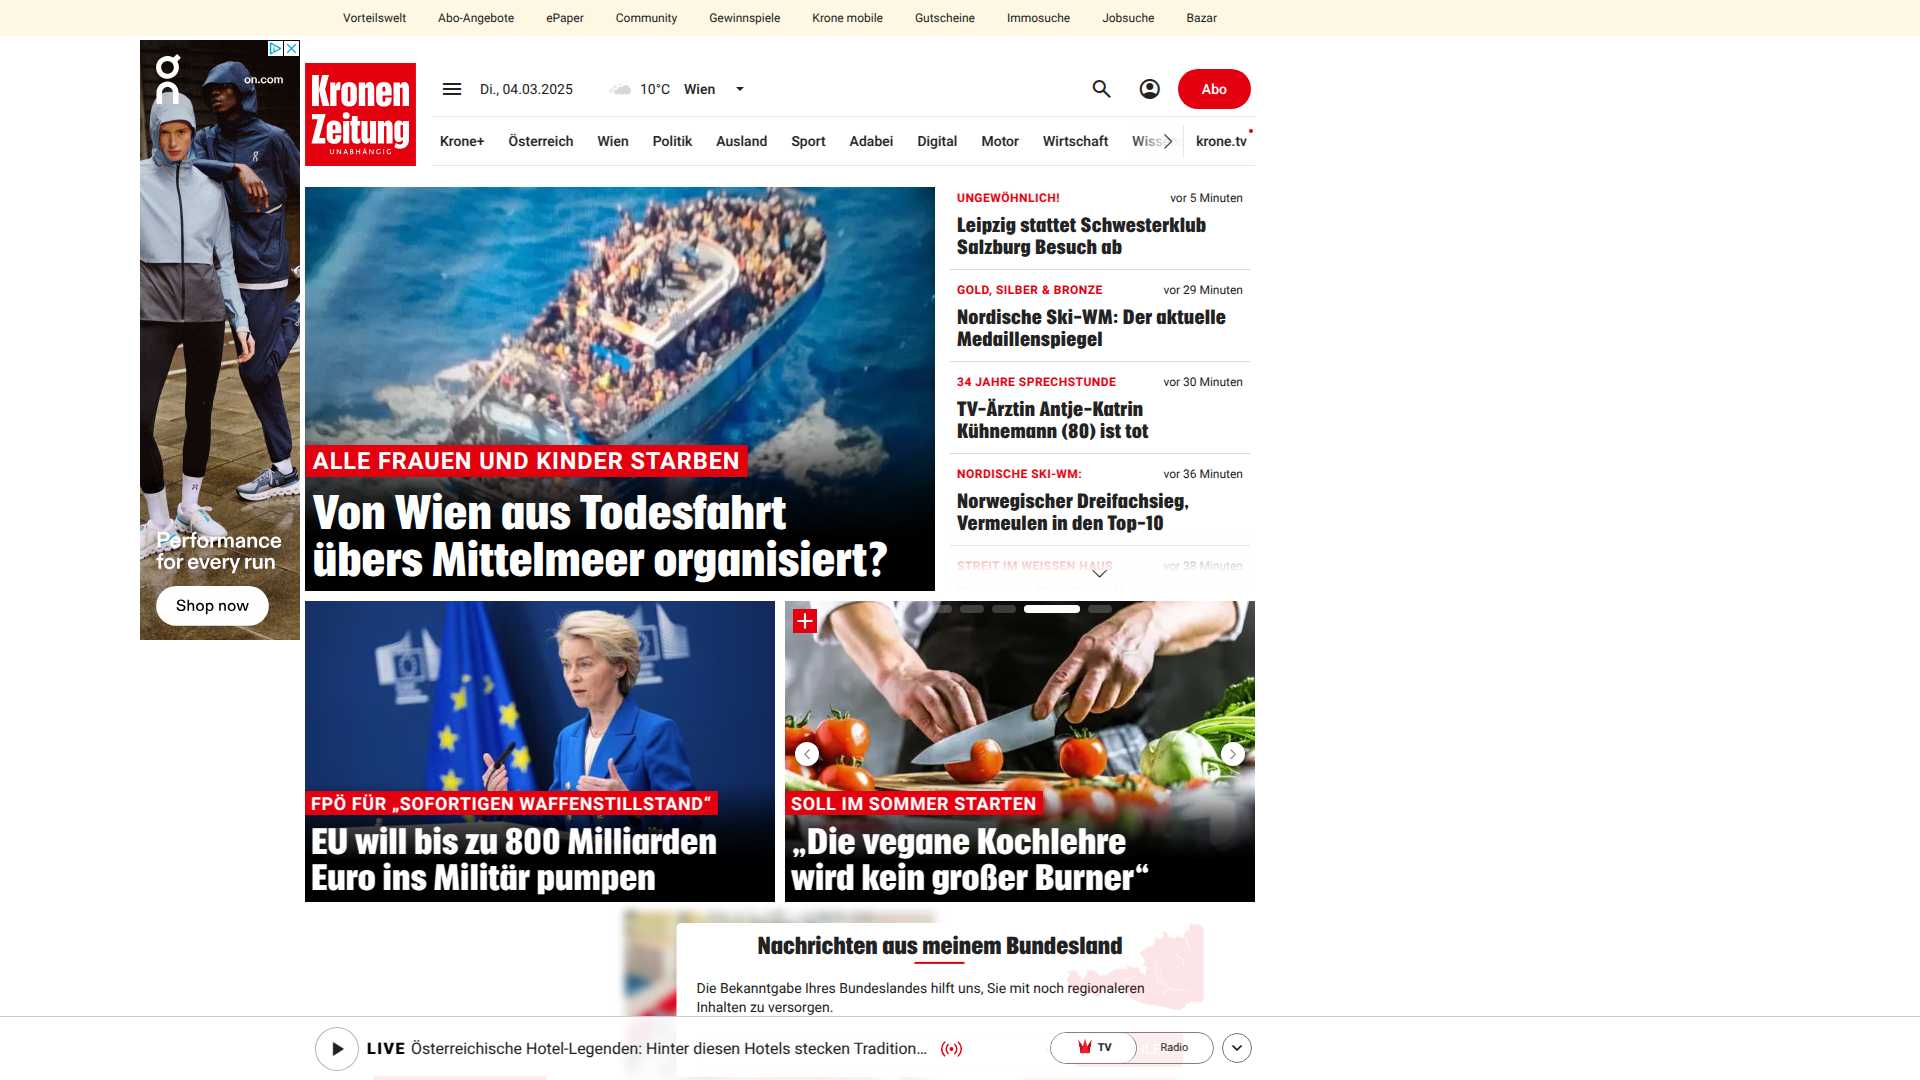 Vorteilswelt Abo-Angebote ePaper Community Gewinnspiele Krone mobile Gutscheine Immosuche Jobsuche Bazar
on
on.com
Performance
for every run
Shop now
Kronen
Zeitung
UNABHÄNGIG
Di., 04.03.2025 10°C Wien
Abo
Krone+ Österreich Wien Politik Ausland Sport Adabei Digital Motor Wirtschaft krone.tv
ALLE FRAUEN UND KINDER STARBEN
Von Wien aus Todesfahrt
übers Mittelmeer organisiert?
UNGEWÖHNLICH! vor 5 Minuten
Leipzig stattet Schwesterklub
Salzburg Besuch ab
GOLD, SILBER & BRONZE vor 29 Minuten
Nordische Ski-WM: Der aktuelle
Medaillenspiegel
34 JAHRE SPRECHSTUNDE vor 30 Minuten
TV-Ärztin Antje-Katrin
Kühnemann (80) ist tot
NORDISCHE SKI-WM: vor 36 Minuten
Norwegischer Dreifachsieg,
Vermeulen in den Top-10
STREIT IM WEISSEN HAUS vor 38 Minuten
FPÖ FÜR „SOFORTIGEN WAFFENSTILLSTAND“
EU will bis zu 800 Milliarden
Euro ins Militär pumpen
SOLL IM SOMMER STARTEN
„Die vegane Kochlehre
wird kein großer Burner“
Nachrichten aus meinem Bundesland
Die Bekanntgabe Ihres Bundeslandes hilft uns, Sie mit noch regionaleren
Inhalten zu versorgen.
LIVE Österreichische Hotel-Legenden: Hinter diesen Hotels stecken Tradition...
TV Radio